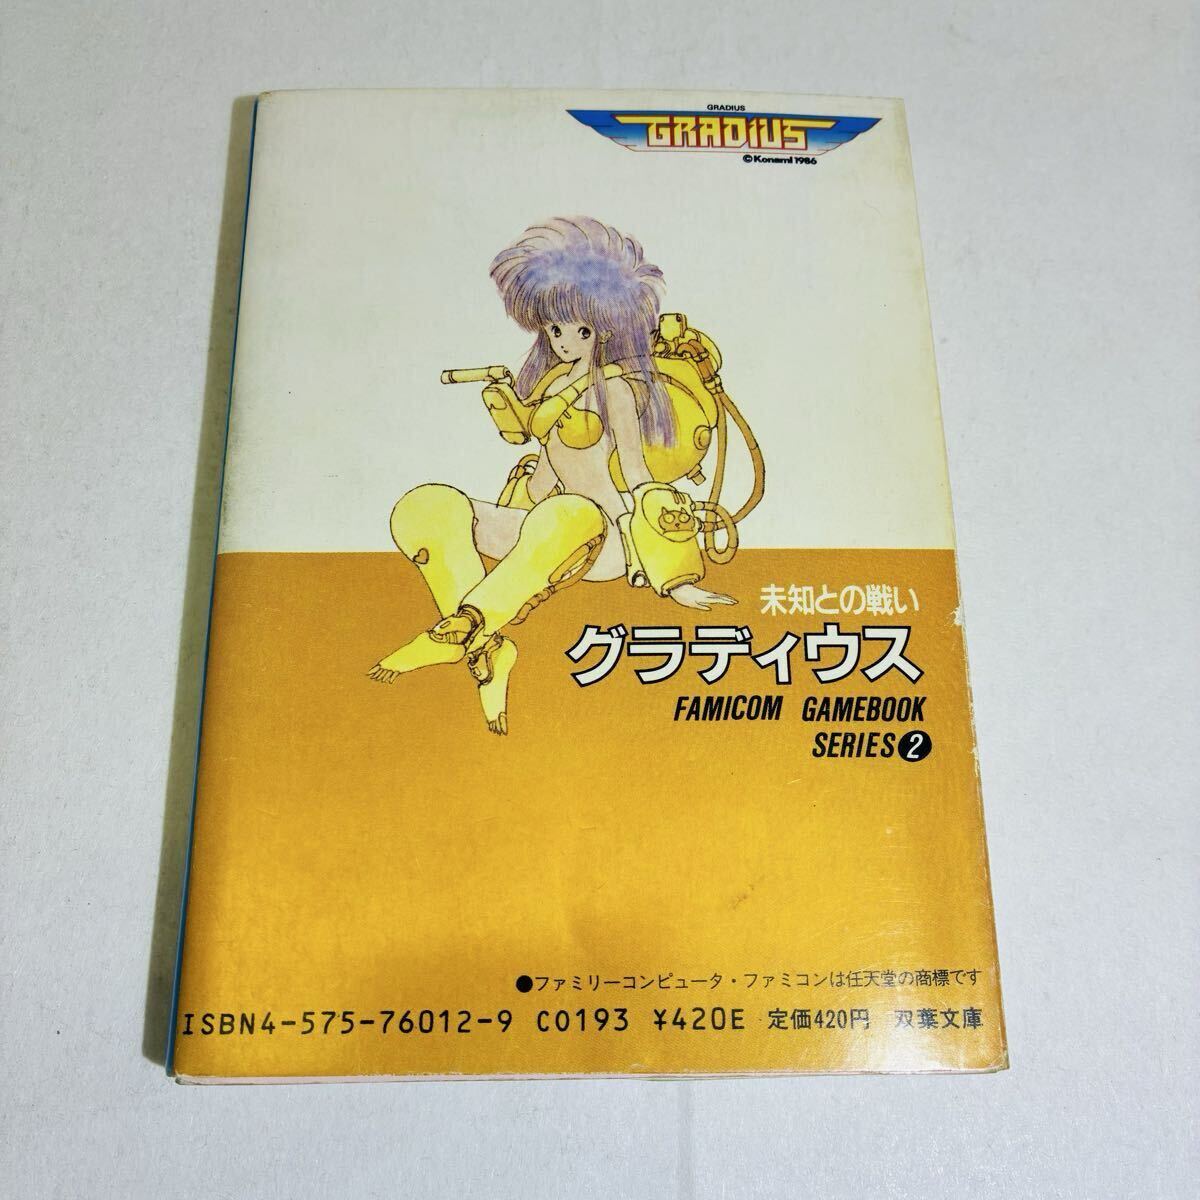 GRADIUS
GRADIUS
©Konami 1986
未知との戦い
グラディウス
FAMICOM GAMEBOOK
SERIES 2
●ファミリーコンピュータ・ファミコンは任天堂の商標です
ISBN4-575-76012-9 C0193 ¥420E 定価420円 双葉文庫